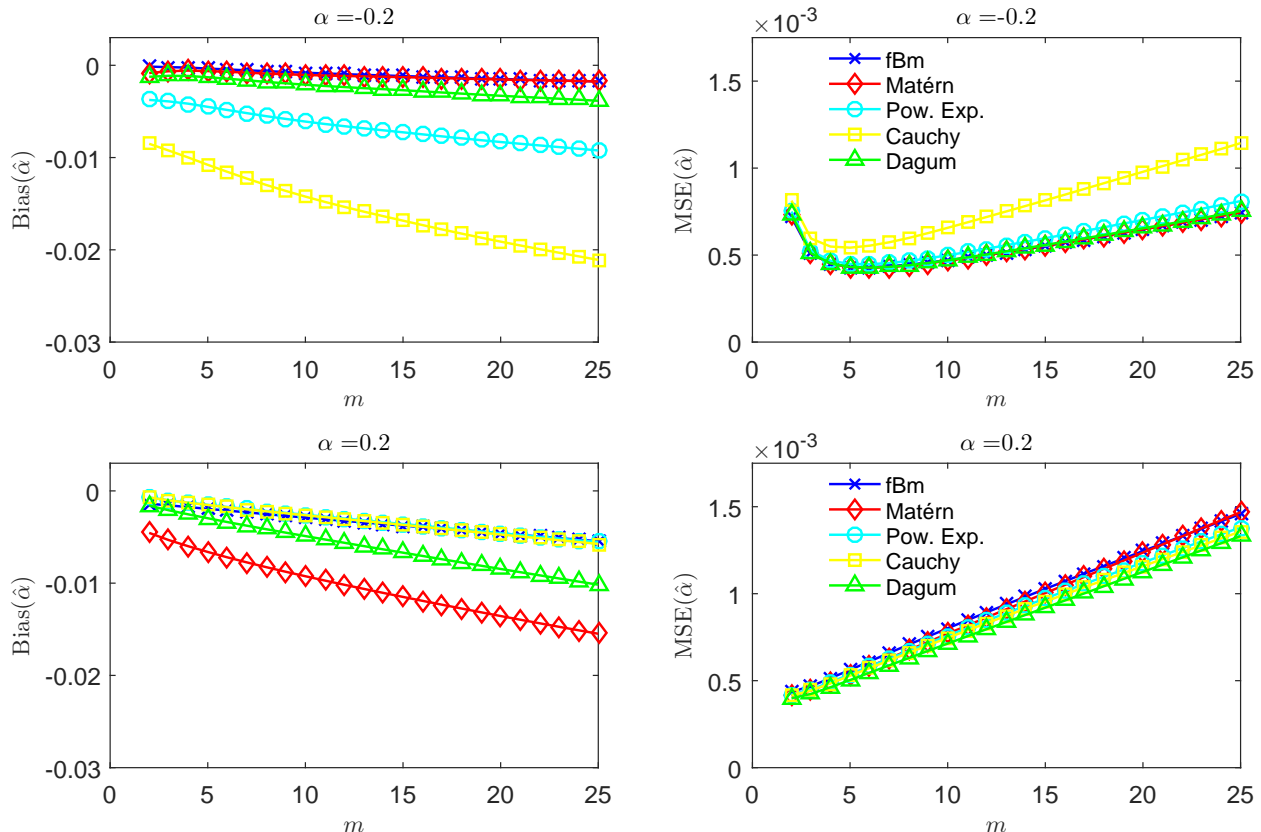 α =-0.2
0
-0.01
-0.02
-0.03
Bias(α̂)
0 5 10 15 20 25
m
α =-0.2
×10-3
1.5
1
0.5
0
MSE(α̂)
fBm
Matérn
Pow. Exp.
Cauchy
Dagum
0 5 10 15 20 25
m
α =0.2
0
-0.01
-0.02
-0.03
Bias(α̂)
0 5 10 15 20 25
m
α =0.2
×10-3
1.5
1
0.5
0
MSE(α̂)
fBm
Matérn
Pow. Exp.
Cauchy
Dagum
0 5 10 15 20 25
m